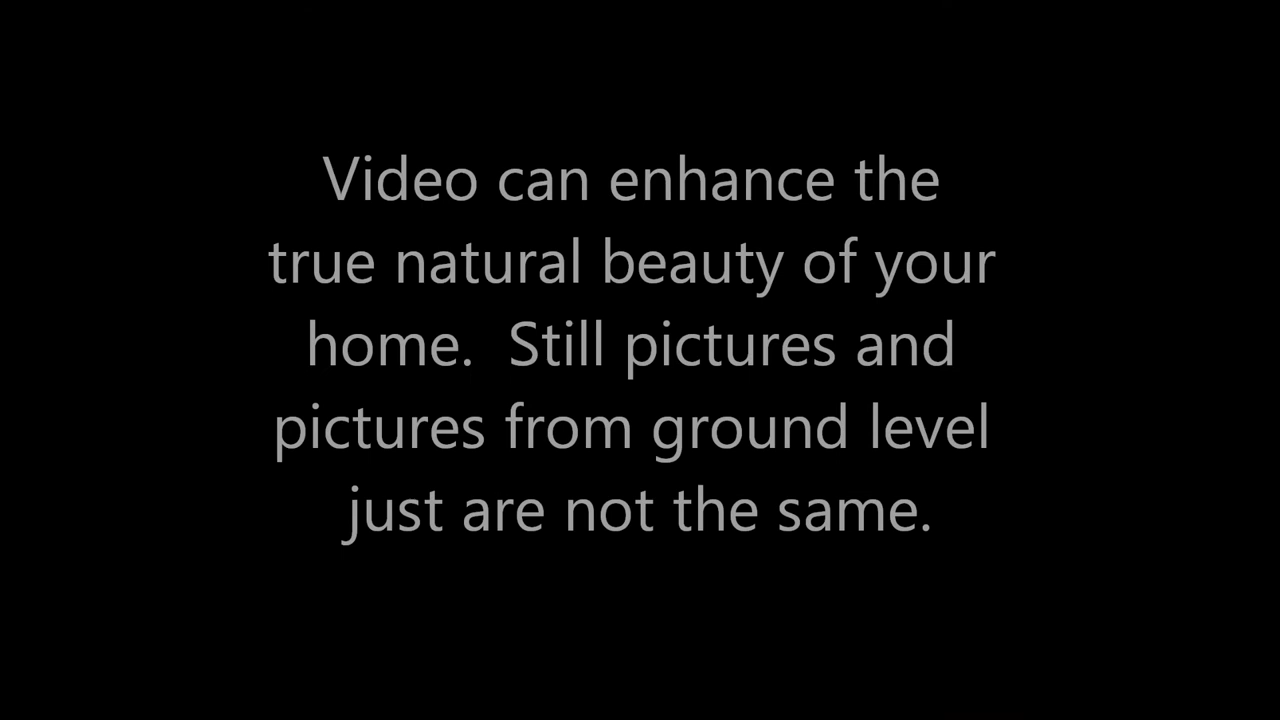 Video can enhance the
true natural beauty of your
home.  Still pictures and
pictures from ground level
just are not the same.